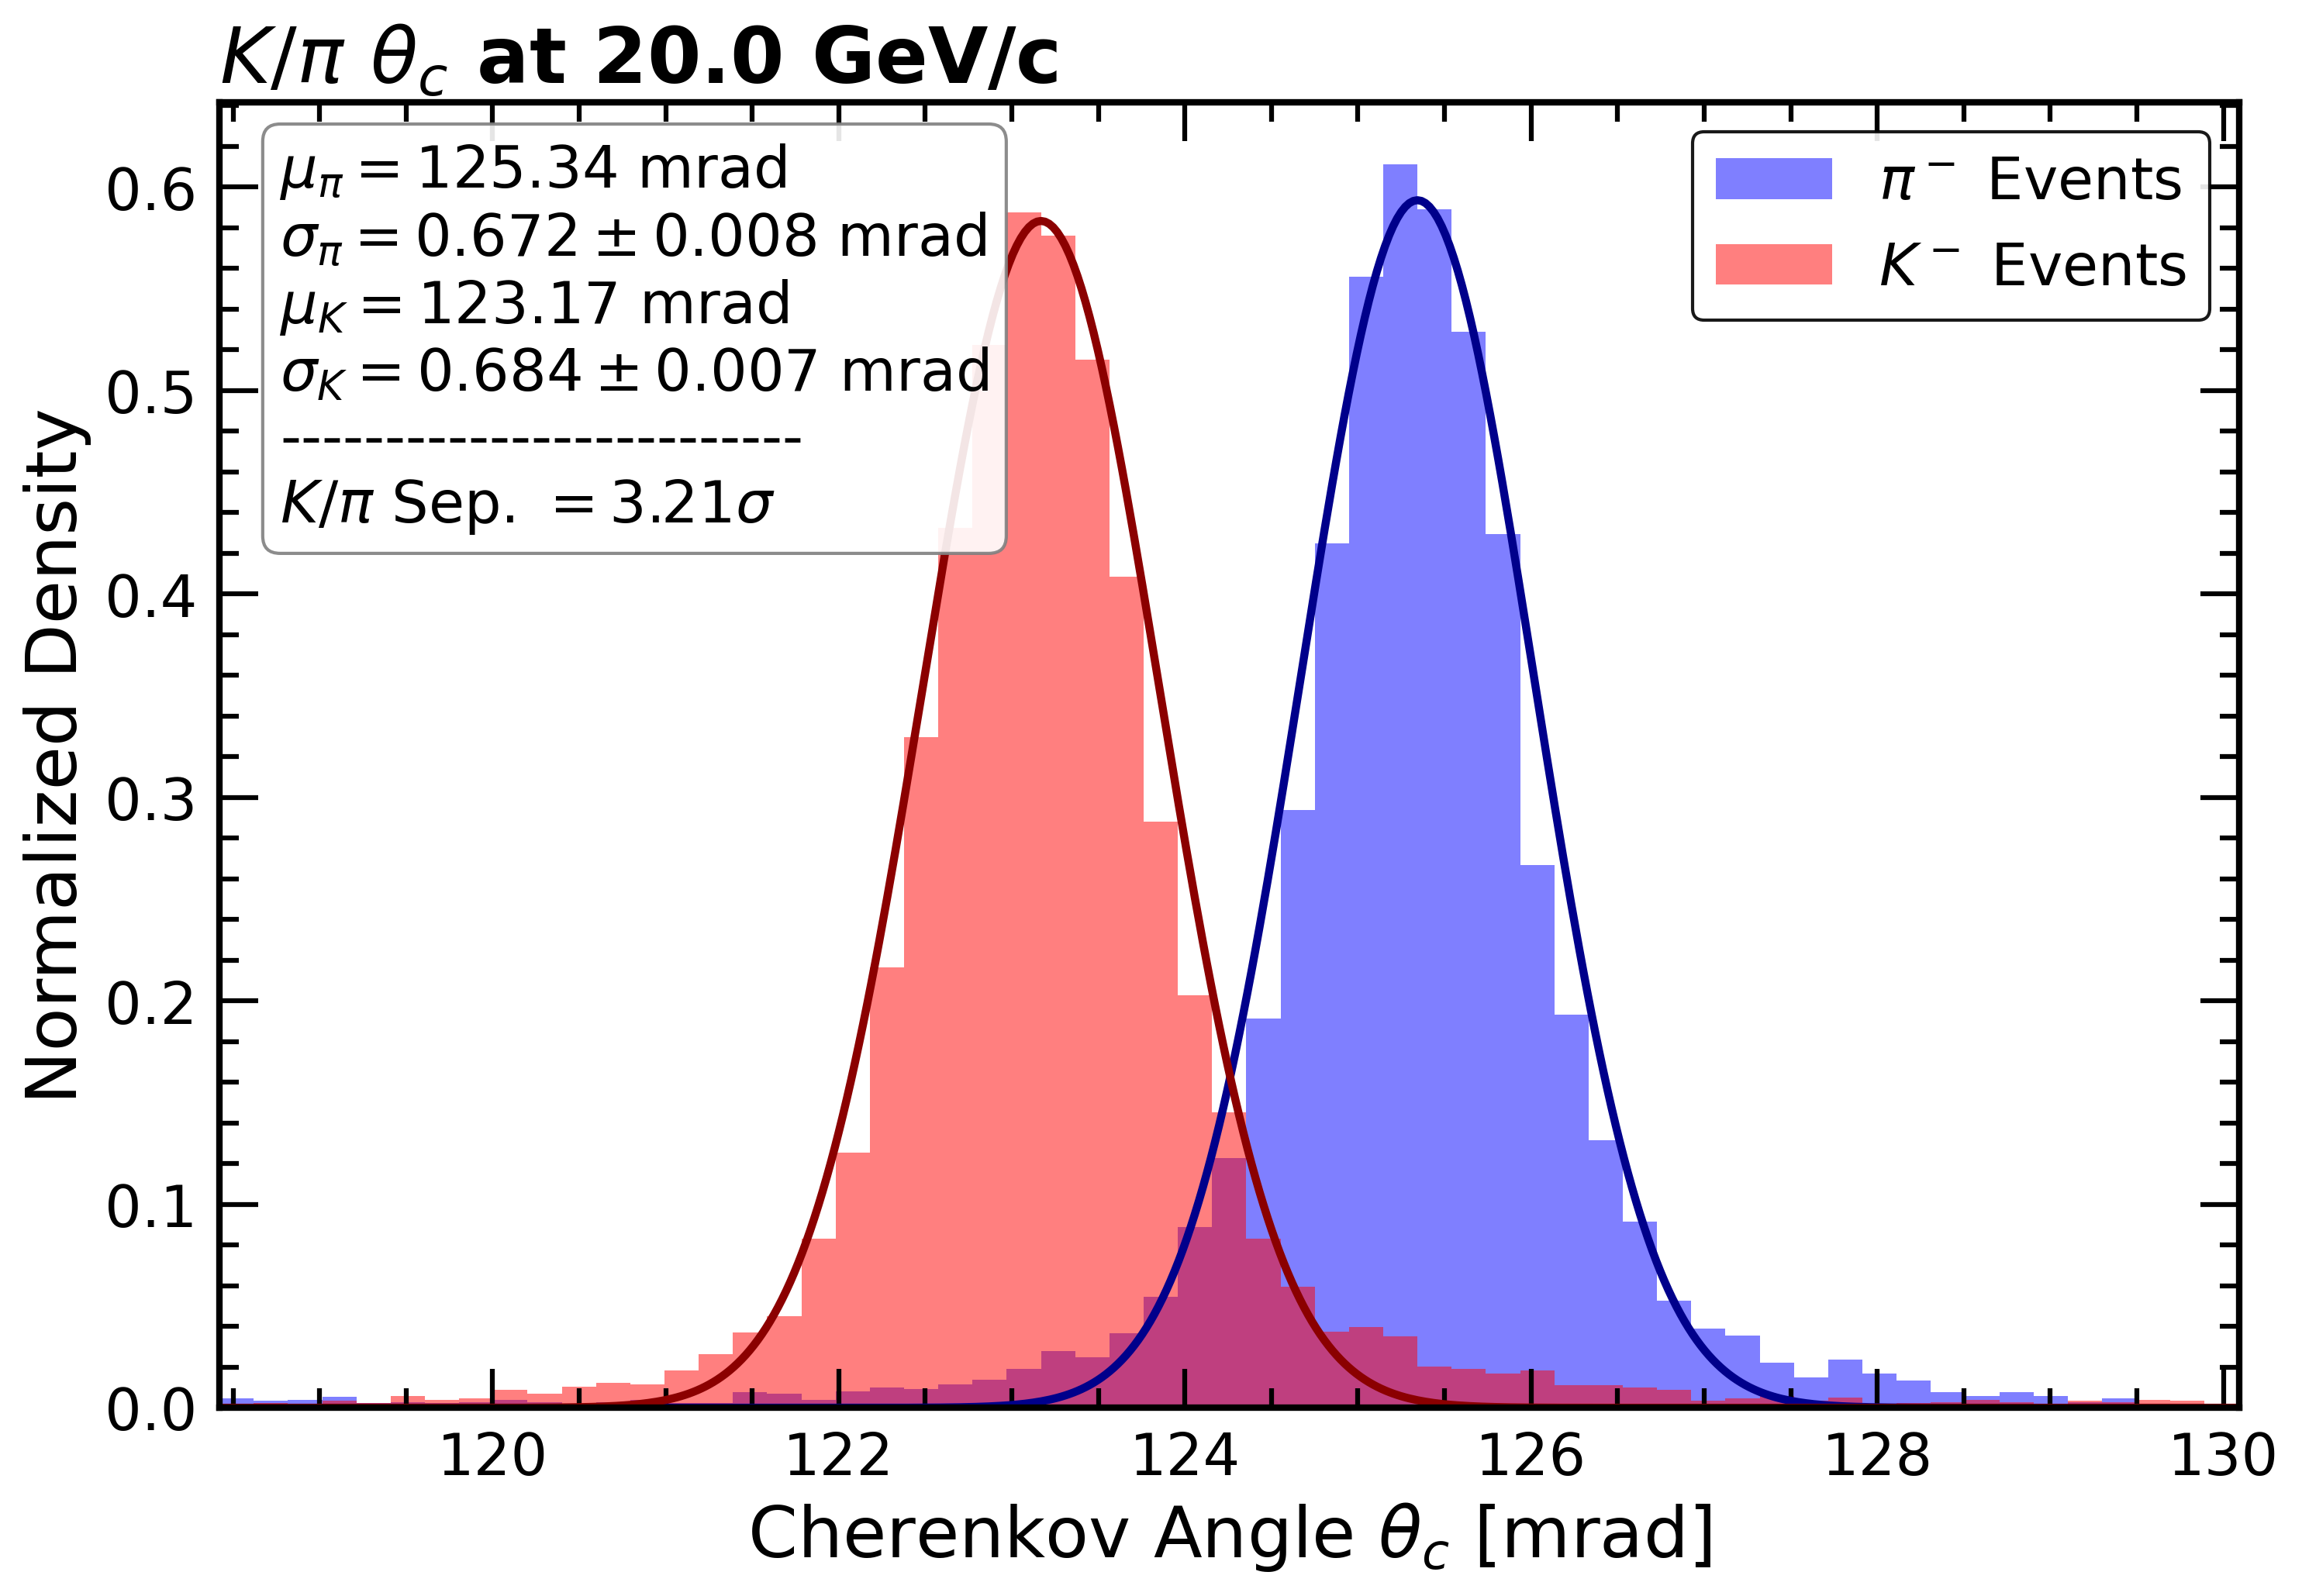 K/π θc at 20.0 GeV/c
μπ = 125.34 mrad
σπ = 0.672 ± 0.008 mrad
μK = 123.17 mrad
σK = 0.684 ± 0.007 mrad
-------------------------
K/π Sep. = 3.21σ
π⁻ Events
K⁻ Events
Normalized Density
0.6
0.5
0.4
0.3
0.2
0.1
0.0
120 122 124 126 128 130
Cherenkov Angle θc [mrad]